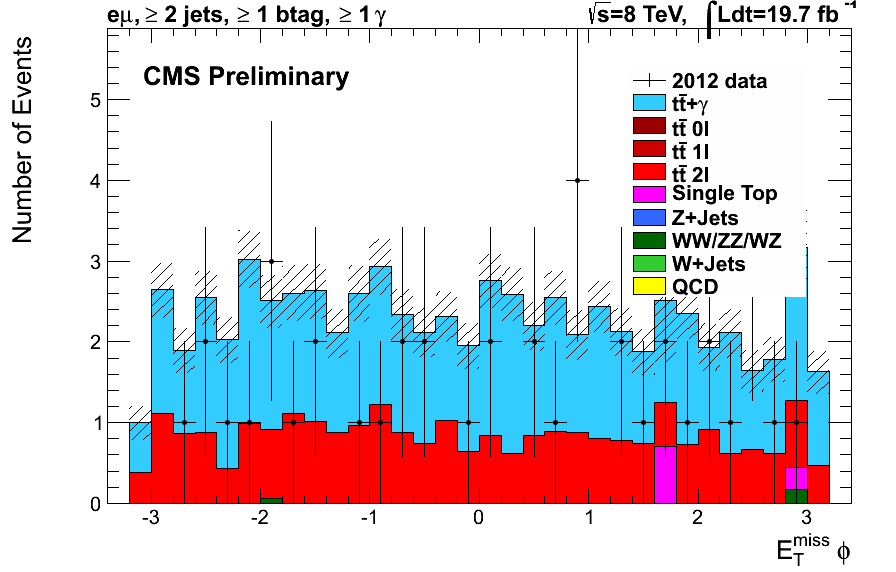 eμ, ≥ 2 jets, ≥ 1 btag, ≥ 1 γ
√s=8 TeV, ∫Ldt=19.7 fb⁻¹
CMS Preliminary
Number of Events
2012 data
tt̄+γ
tt̄ 0l
tt̄ 1l
tt̄ 2l
Single Top
Z+Jets
WW/ZZ/WZ
W+Jets
QCD
5
4
3
2
1
0
-3 -2 -1 0 1 2 3
E_T^miss ϕ